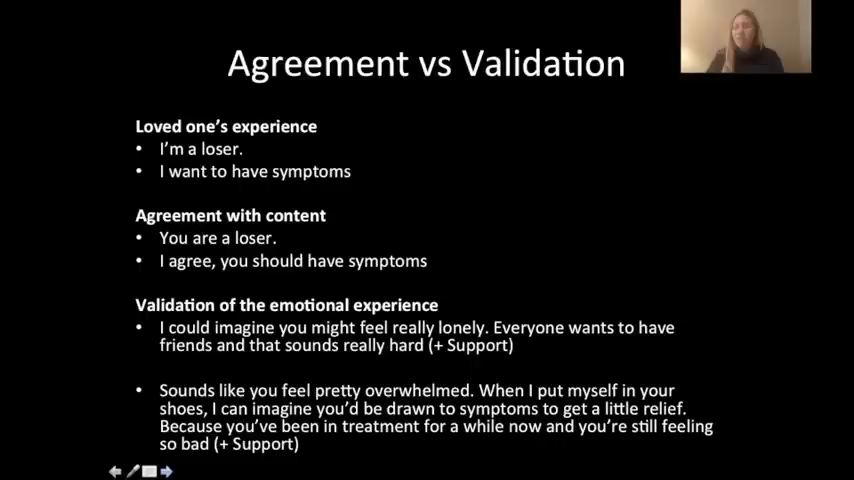 Agreement vs Validation
Loved one's experience
• I'm a loser.
• I want to have symptoms
Agreement with content
• You are a loser.
• I agree, you should have symptoms
Validation of the emotional experience
• I could imagine you might feel really lonely. Everyone wants to have
friends and that sounds really hard (+ Support)
• Sounds like you feel pretty overwhelmed. When I put myself in your
shoes, I can imagine you'd be drawn to symptoms to get a little relief.
Because you've been in treatment for a while now and you're still feeling
so bad (+ Support)